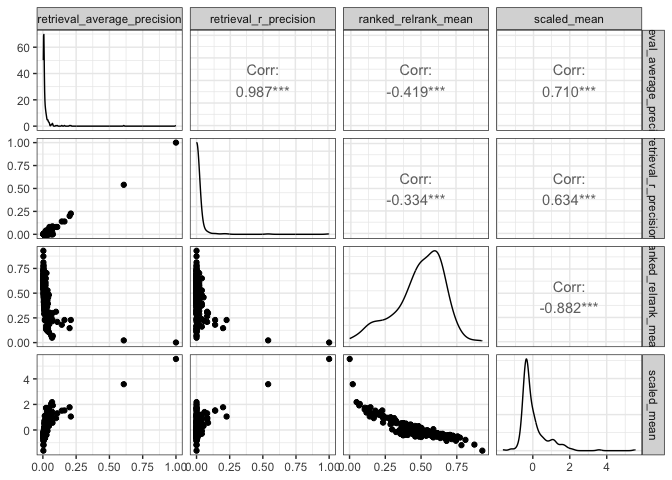 retrieval_average_precision
retrieval_r_precision
ranked_relrank_mean
scaled_mean
60
40
20
0
Corr:
0.987***
Corr:
-0.419***
Corr:
0.710***
eval_average_preci
1.00
0.75
0.50
0.25
0.00
Corr:
-0.334***
Corr:
0.634***
etrieval_r_precision
0.75
0.50
0.25
0.00
Corr:
-0.882***
anked_relrank_mea
4
2
0
scaled_mean
0.00 0.25 0.50 0.75 1.00
0.00 0.25 0.50 0.75 1.00
0.00 0.25 0.50 0.75
0 2 4